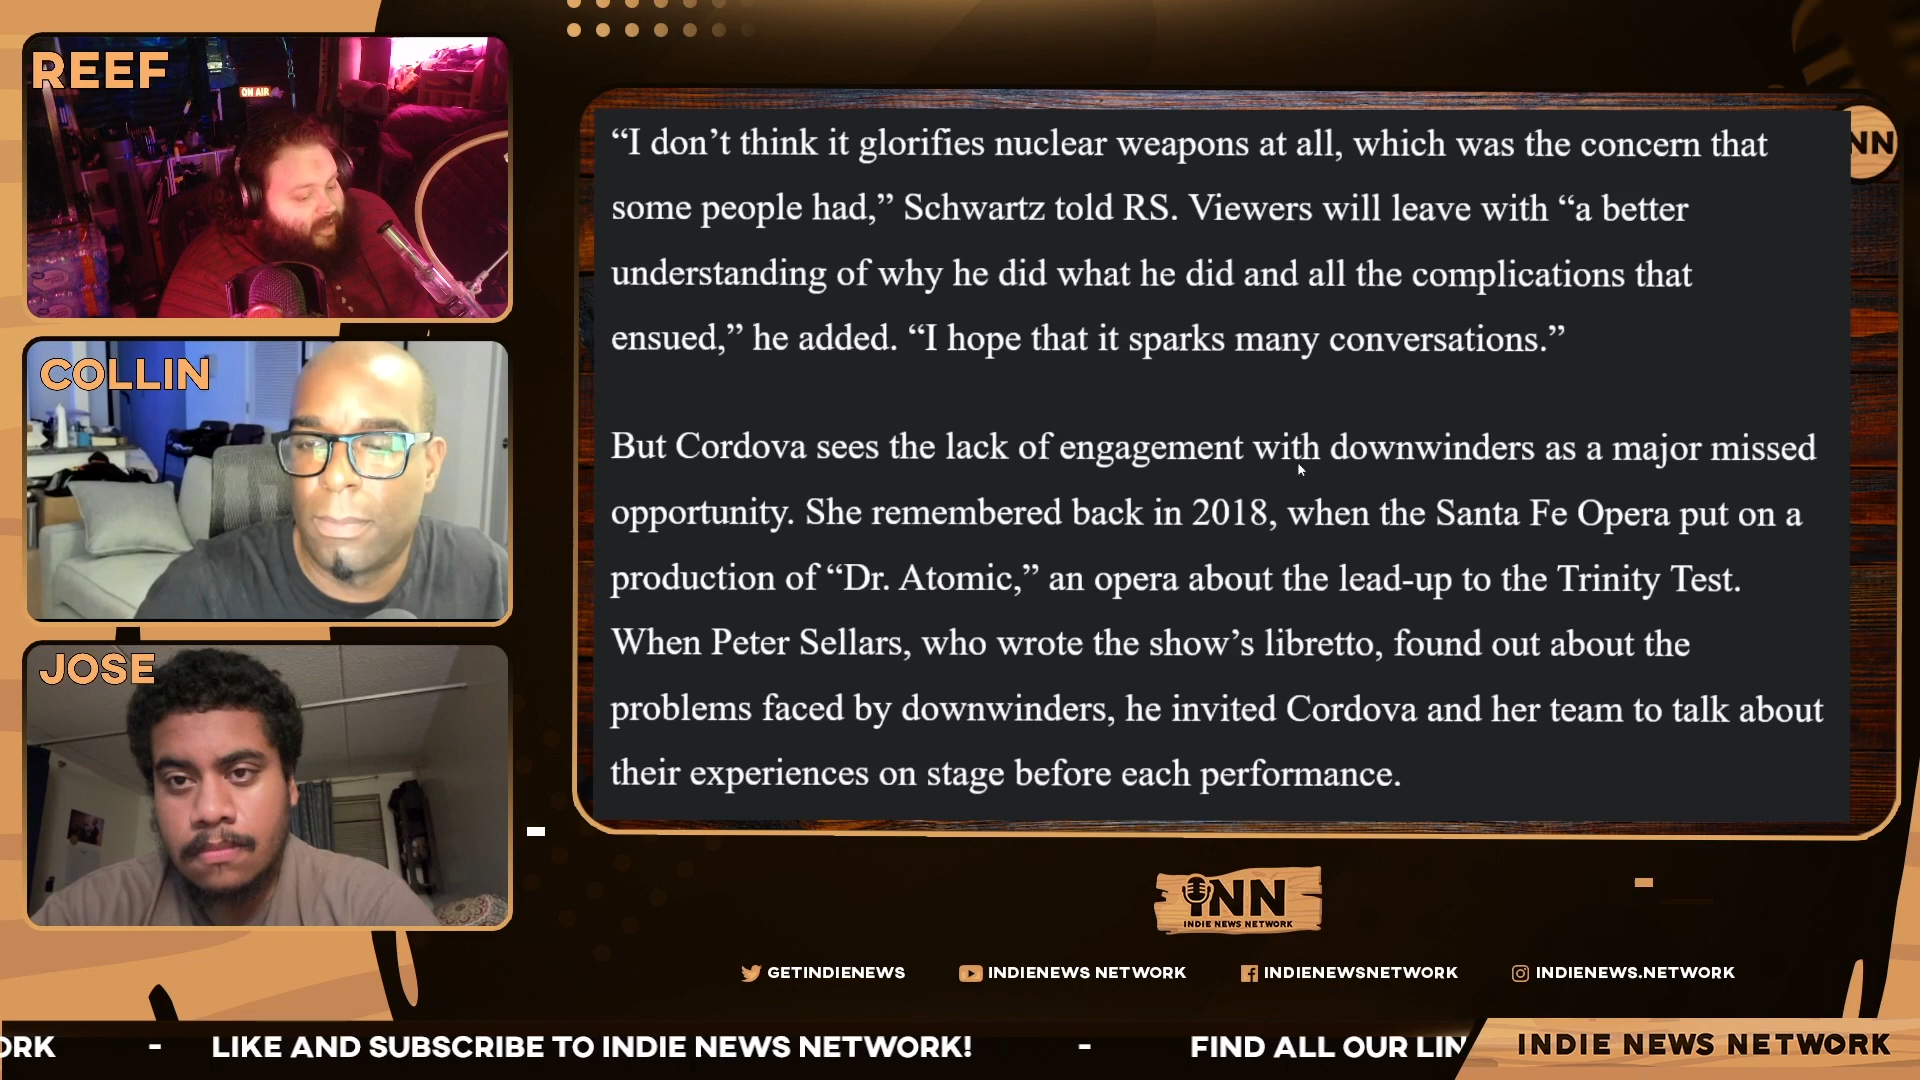 REEF
ON AIR
COLLIN
JOSE
“I don’t think it glorifies nuclear weapons at all, which was the concern that
some people had,” Schwartz told RS. Viewers will leave with “a better
understanding of why he did what he did and all the complications that
ensued,” he added. “I hope that it sparks many conversations.”
But Cordova sees the lack of engagement with downwinders as a major missed
opportunity. She remembered back in 2018, when the Santa Fe Opera put on a
production of “Dr. Atomic,” an opera about the lead-up to the Trinity Test.
When Peter Sellars, who wrote the show’s libretto, found out about the
problems faced by downwinders, he invited Cordova and her team to talk about
their experiences on stage before each performance.
NN
INN
INDIE NEWS NETWORK
GETINDIENEWS
INDIENEWS NETWORK
INDIENEWSNETWORK
INDIENEWS.NETWORK
ORK - LIKE AND SUBSCRIBE TO INDIE NEWS NETWORK! - FIND ALL OUR LIN
INDIE NEWS NETWORK